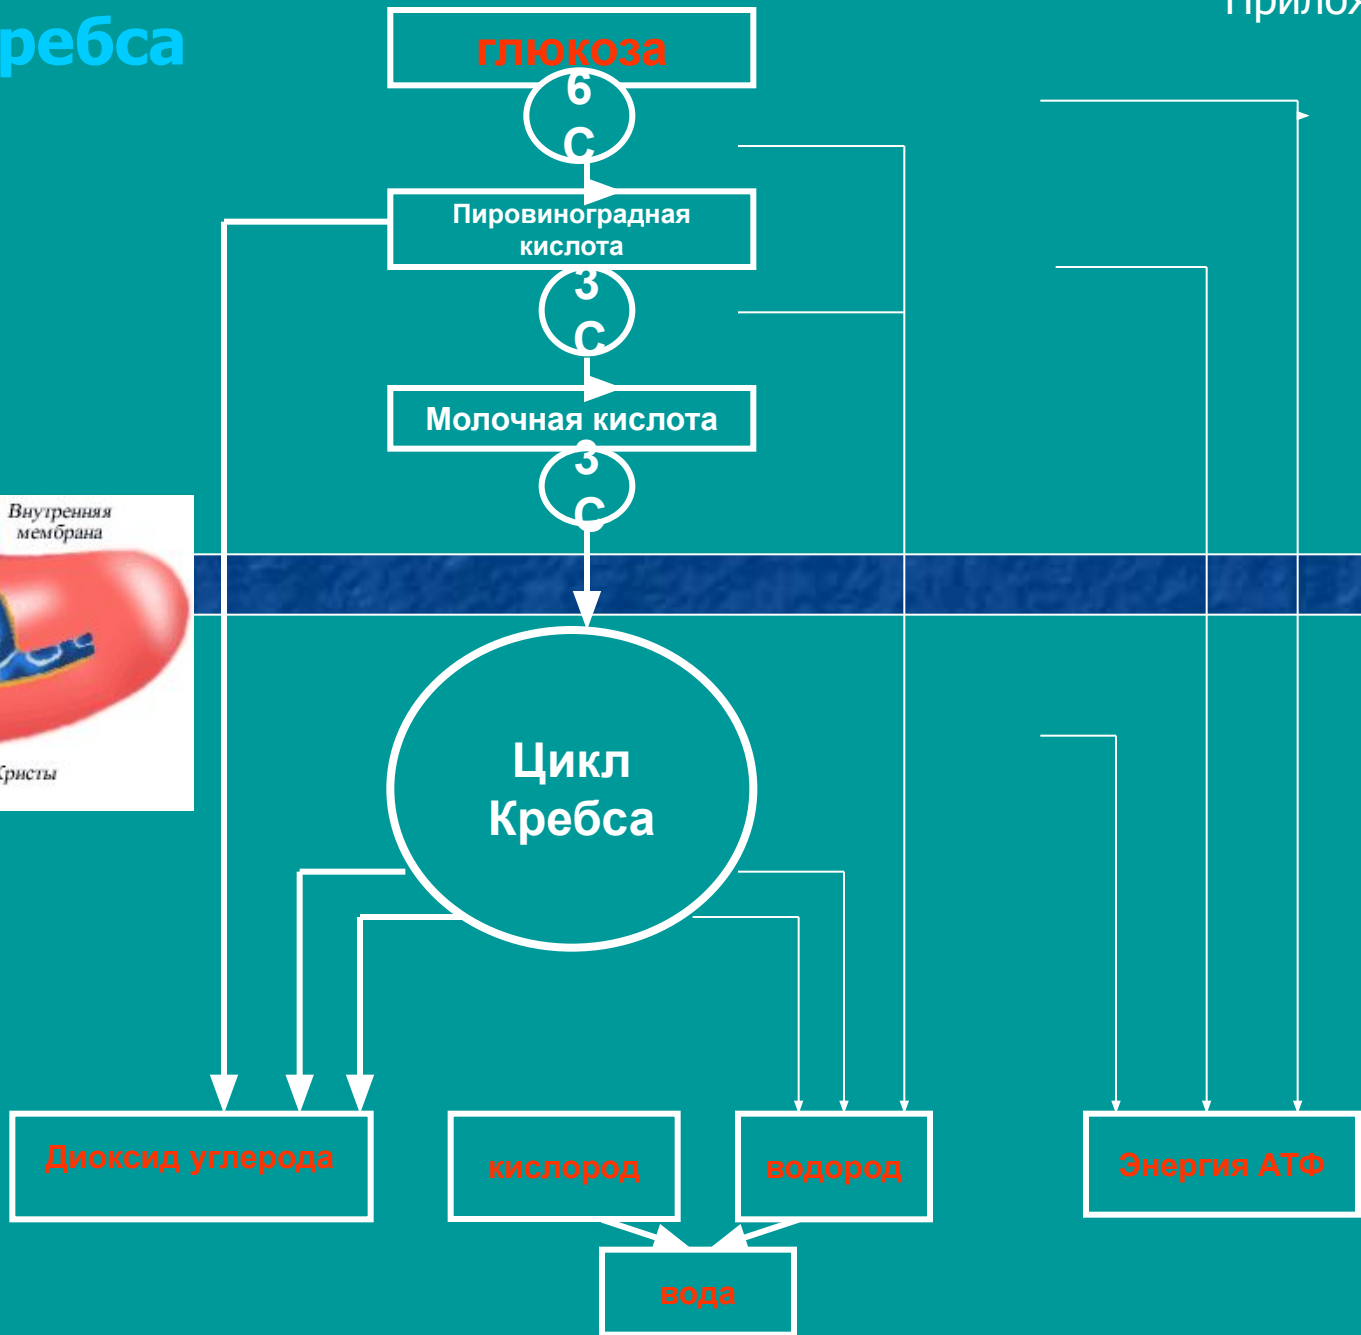 ребса
Прилож
глюкоза
6
С
Пировиноградная
кислота
3
С
Молочная кислота
3
С
Внутренняя
мембрана
Кристы
Цикл
Кребса
Диоксид углерода
кислород
водород
Энергия АТФ
вода